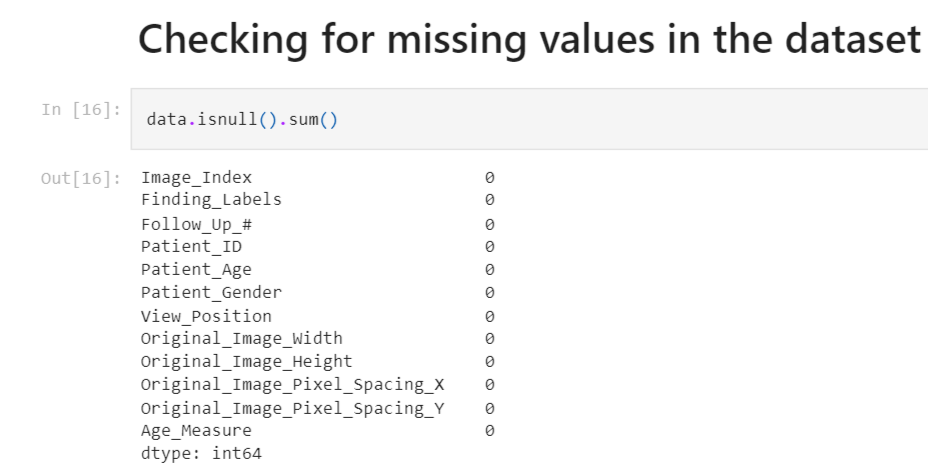 Checking for missing values in the dataset
In [16]:
data.isnull().sum()
Out[16]:
Image_Index 0
Finding_Labels 0
Follow_Up_# 0
Patient_ID 0
Patient_Age 0
Patient_Gender 0
View_Position 0
Original_Image_Width 0
Original_Image_Height 0
Original_Image_Pixel_Spacing_X 0
Original_Image_Pixel_Spacing_Y 0
Age_Measure 0
dtype: int64